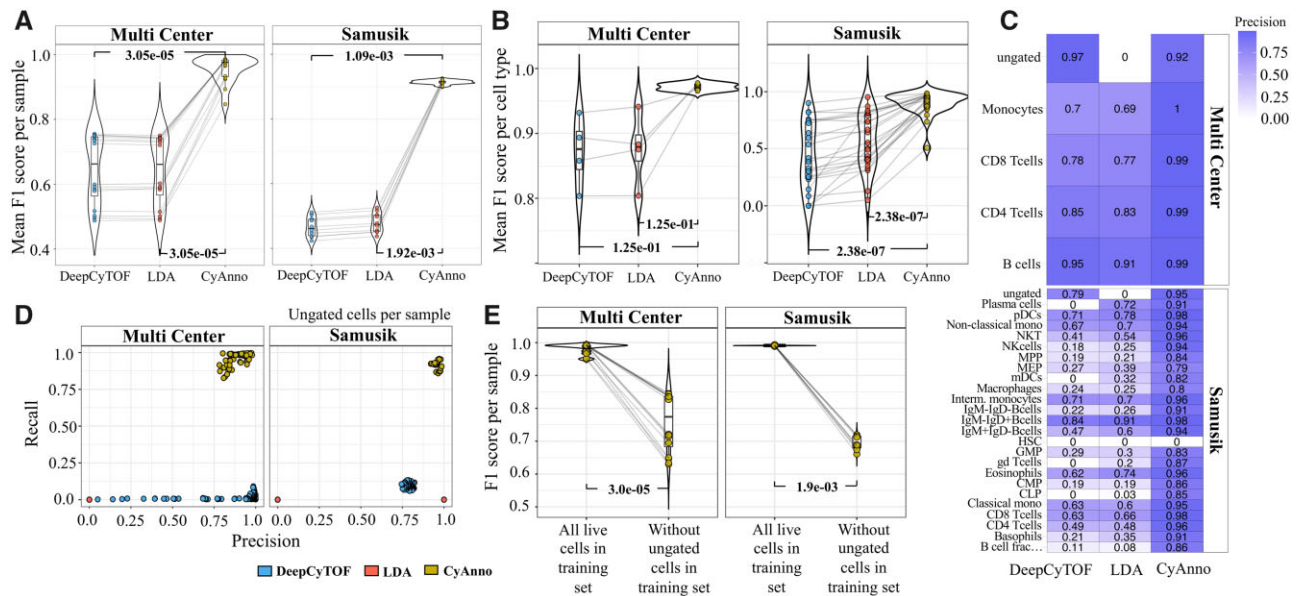 A
Multi Center
Samusik
3.05e-05
1.09e-03
3.05e-05
1.92e-03
Mean F1 score per sample
1.0
0.8
0.6
0.4
DeepCyTOF LDA CyAnno
DeepCyTOF LDA CyAnno
B
Multi Center
Samusik
Mean F1 score per cell type
1.0
0.9
0.8
0.7
1.0
0.5
0.0
1.25e-01
1.25e-01
2.38e-07
2.38e-07
DeepCyTOF LDA CyAnno
DeepCyTOF LDA CyAnno
C
Precision
0.75
0.50
0.25
0.00
Multi Center
ungated 0.97 0 0.92
Monocytes 0.7 0.69 1
CD8 Tcells 0.78 0.77 0.99
CD4 Tcells 0.85 0.83 0.99
B cells 0.95 0.91 0.99
Samusik
ungated 0.79 0 0.95
Plasma cells 0 0.72 0.91
pDCs 0.71 0.78 0.98
Non-classical mono 0.67 0.7 0.94
NKT 0.41 0.54 0.96
NKcells 0.18 0.25 0.94
MPP 0.19 0.21 0.84
MEP 0.27 0.39 0.79
mDCs 0 0.32 0.82
Macrophages 0.24 0.25 0.8
Interm. monocytes 0.71 0.7 0.96
IgM-IgD-Bcells 0.22 0.26 0.91
IgM-IgD+Bcells 0.84 0.91 0.98
IgM+IgD-Bcells 0.47 0.6 0.94
HSC 0 0 0
GMP 0.29 0.3 0.83
gd Tcells 0 0.2 0.87
Eosinophils 0.62 0.74 0.96
CMP 0.19 0.19 0.86
CLP 0 0.03 0.85
Classical mono 0.63 0.6 0.95
CD8 Tcells 0.63 0.66 0.98
CD4 Tcells 0.49 0.48 0.96
Basophils 0.21 0.35 0.91
B cell frac... 0.11 0.08 0.86
DeepCyTOF LDA CyAnno
D
Ungated cells per sample
Multi Center
Samusik
Recall
1.0
0.75
0.50
0.25
0.0
0.0 0.25 0.50 0.75 1.0
0.0 0.25 0.50 0.75 1.0
Precision
DeepCyTOF LDA CyAnno
E
Multi Center
Samusik
F1 score per sample
1.0
0.9
0.8
0.7
0.6
0.5
3.0e-05
1.9e-03
All live cells in training set
Without ungated cells in training set
All live cells in training set
Without ungated cells in training set